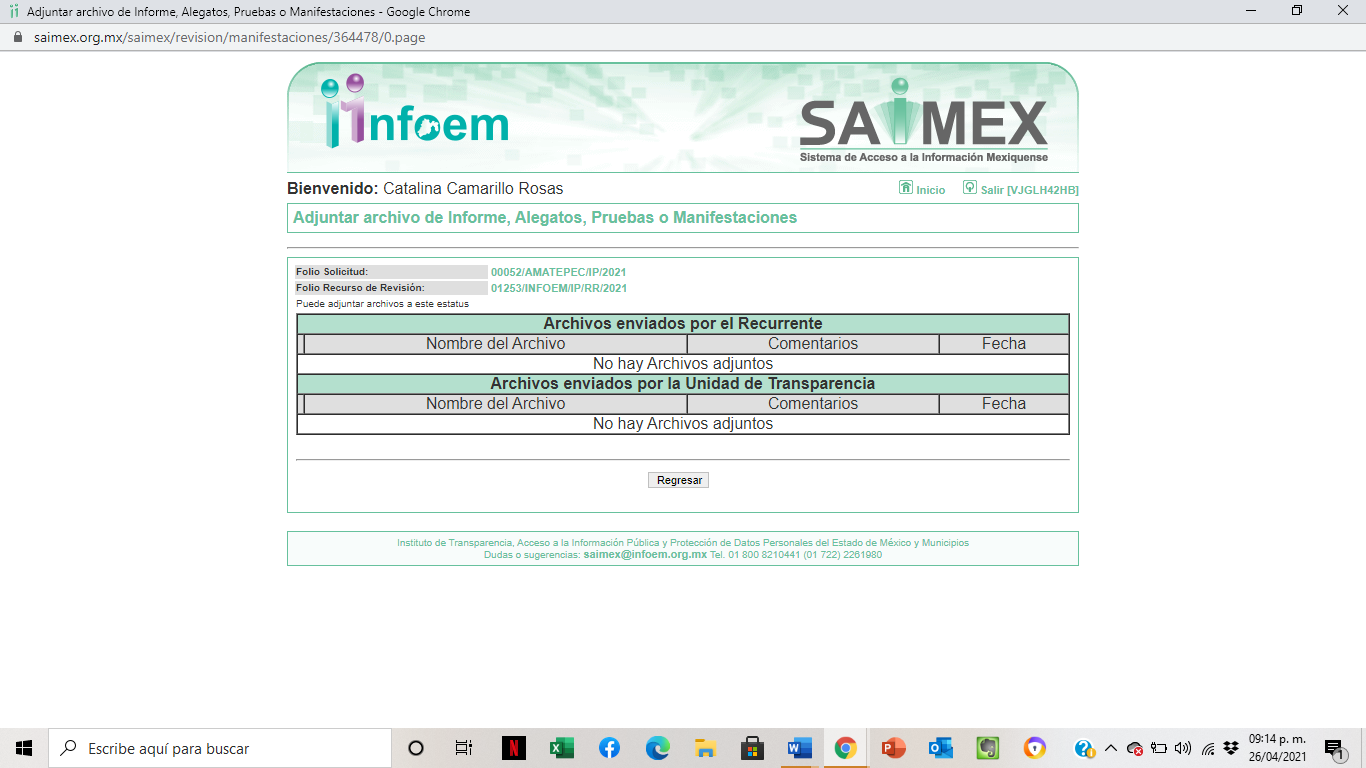 Adjuntar archivo de Informe, Alegatos, Pruebas o Manifestaciones - Google Chrome
saimex.org.mx/saimex/revision/manifestaciones/364478/0.page
infoem
SAIMEX
Sistema de Acceso a la Información Mexiquense
Bienvenido: Catalina Camarillo Rosas
Inicio
Salir [VJGLH42HB]
Adjuntar archivo de Informe, Alegatos, Pruebas o Manifestaciones
Folio Solicitud: 00052/AMATEPEC/IP/2021
Folio Recurso de Revisión: 01253/INFOEM/IP/RR/2021
Puede adjuntar archivos a este estatus
Archivos enviados por el Recurrente
Nombre del Archivo Comentarios Fecha
No hay Archivos adjuntos
Archivos enviados por la Unidad de Transparencia
Nombre del Archivo Comentarios Fecha
No hay Archivos adjuntos
Regresar
Instituto de Transparencia, Acceso a la Información Pública y Protección de Datos Personales del Estado de México y Municipios
Dudas o sugerencias: saimex@infoem.org.mx Tel. 01 800 8210441 (01 722) 2261980
Escribe aquí para buscar
09:14 p. m.
26/04/2021
1